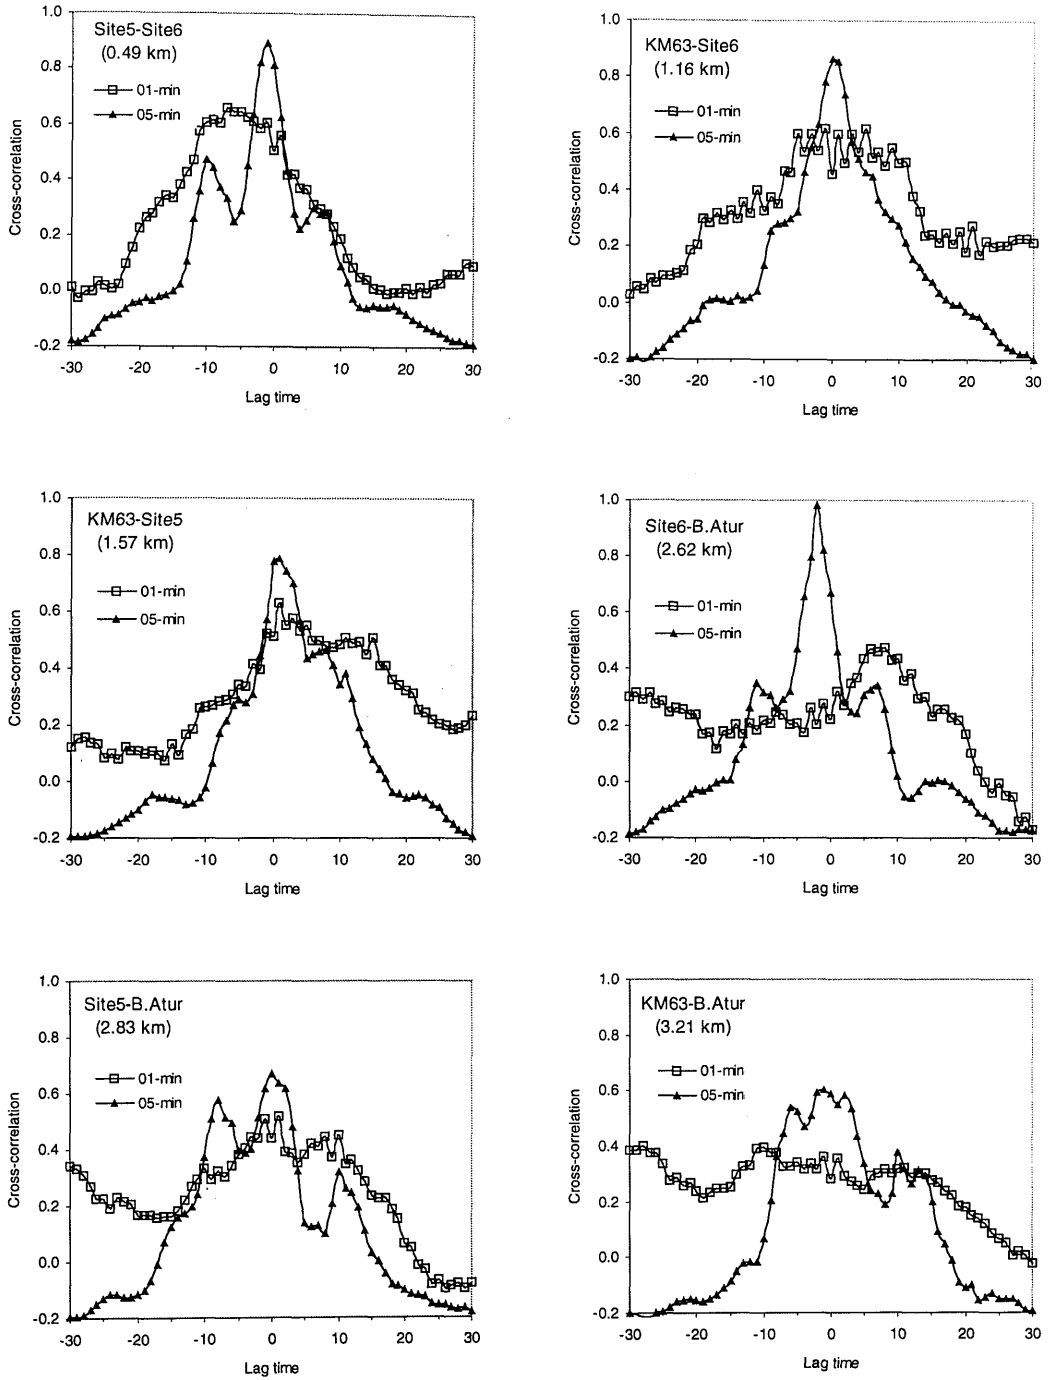 Site5-Site6
(0.49 km)
01-min
05-min
Cross-correlation
1.0
0.8
0.6
0.4
0.2
0.0
-0.2
-30 -20 -10 0 10 20 30
Lag time
KM63-Site6
(1.16 km)
01-min
05-min
Cross-correlation
1.0
0.8
0.6
0.4
0.2
0.0
-0.2
-30 -20 -10 0 10 20 30
Lag time
KM63-Site5
(1.57 km)
01-min
05-min
Cross-correlation
1.0
0.8
0.6
0.4
0.2
0.0
-0.2
-30 -20 -10 0 10 20 30
Lag time
Site6-B.Atur
(2.62 km)
01-min
05-min
Cross-correlation
1.0
0.8
0.6
0.4
0.2
0.0
-0.2
-30 -20 -10 0 10 20 30
Lag time
Site5-B.Atur
(2.83 km)
01-min
05-min
Cross-correlation
1.0
0.8
0.6
0.4
0.2
0.0
-0.2
-30 -20 -10 0 10 20 30
Lag time
KM63-B.Atur
(3.21 km)
01-min
05-min
Cross-correlation
1.0
0.8
0.6
0.4
0.2
0.0
-0.2
-30 -20 -10 0 10 20 30
Lag time